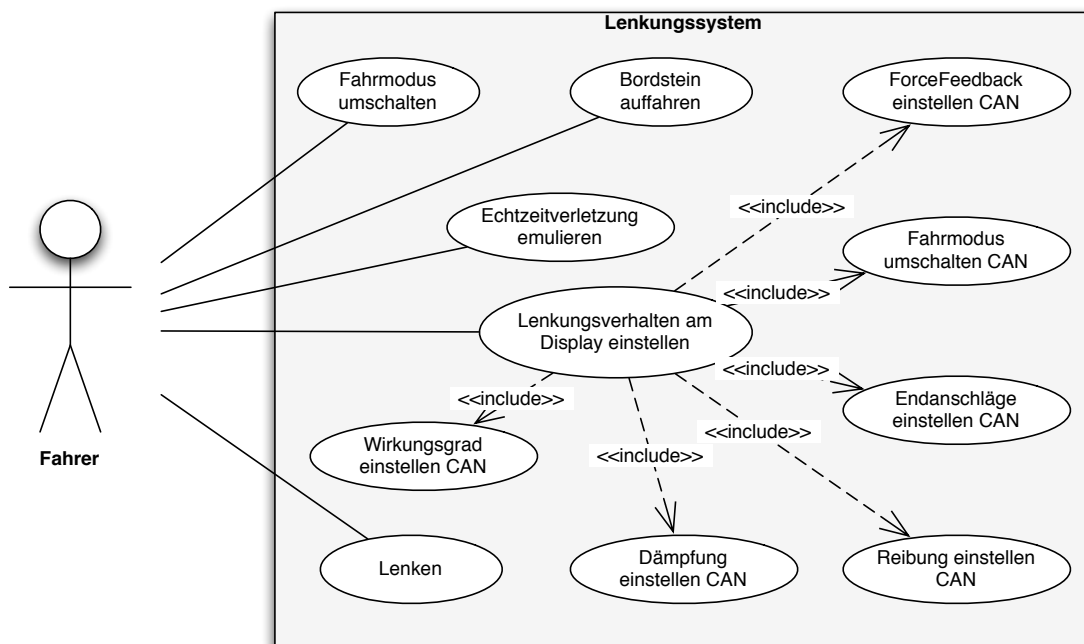 Lenkungssystem
Fahrmodus
umschalten
Bordstein
auffahren
ForceFeedback
einstellen CAN
<<include>>
Echtzeitverletzung
emulieren
Fahrmodus
umschalten CAN
<<include>>
Lenkungsverhalten am
Display einstellen
<<include>>
Endanschläge
einstellen CAN
<<include>>
<<include>>
Wirkungsgrad
einstellen CAN
<<include>>
Fahrer
Lenken
Dämpfung
einstellen CAN
Reibung einstellen
CAN